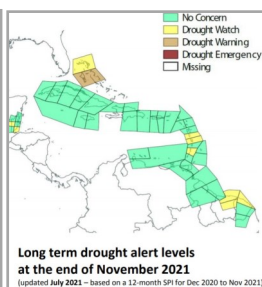 No Concern
Drought Watch
Drought Warning
Drought Emergency
Missing
Long term drought alert levels
at the end of November 2021
(updated July 2021 – based on a 12-month SPI for Dec 2020 to Nov 2021)